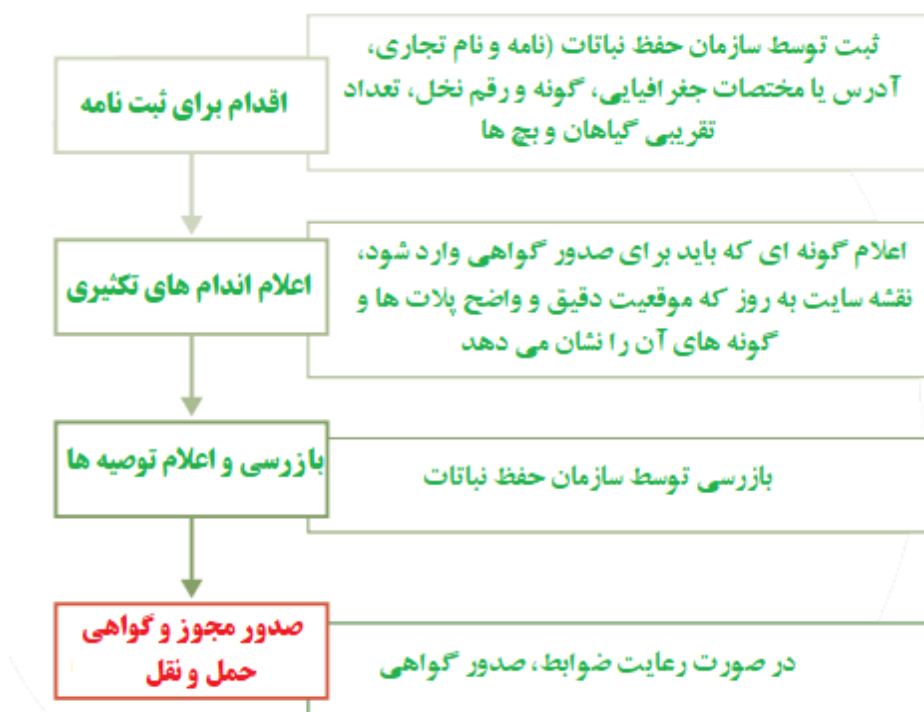 اقدام برای ثبت نامه
ثبت توسط سازمان حفظ نباتات (نامه و نام تجاری،
آدرس یا مختصات جغرافیایی، گونه و رقم نخل، تعداد
تقریبی گیاهان و بچ ها
اعلام اندام های تکثیری
اعلام گونه ای که باید برای صدور گواهی وارد شود،
نقشه سایت به روز که موقعیت دقیق و واضح پلات ها و
گونه های آن را نشان می دهد
بازرسی و اعلام توصیه ها
بازرسی توسط سازمان حفظ نباتات
صدور مجوز و گواهی
حمل و نقل
در صورت رعایت ضوابط، صدور گواهی